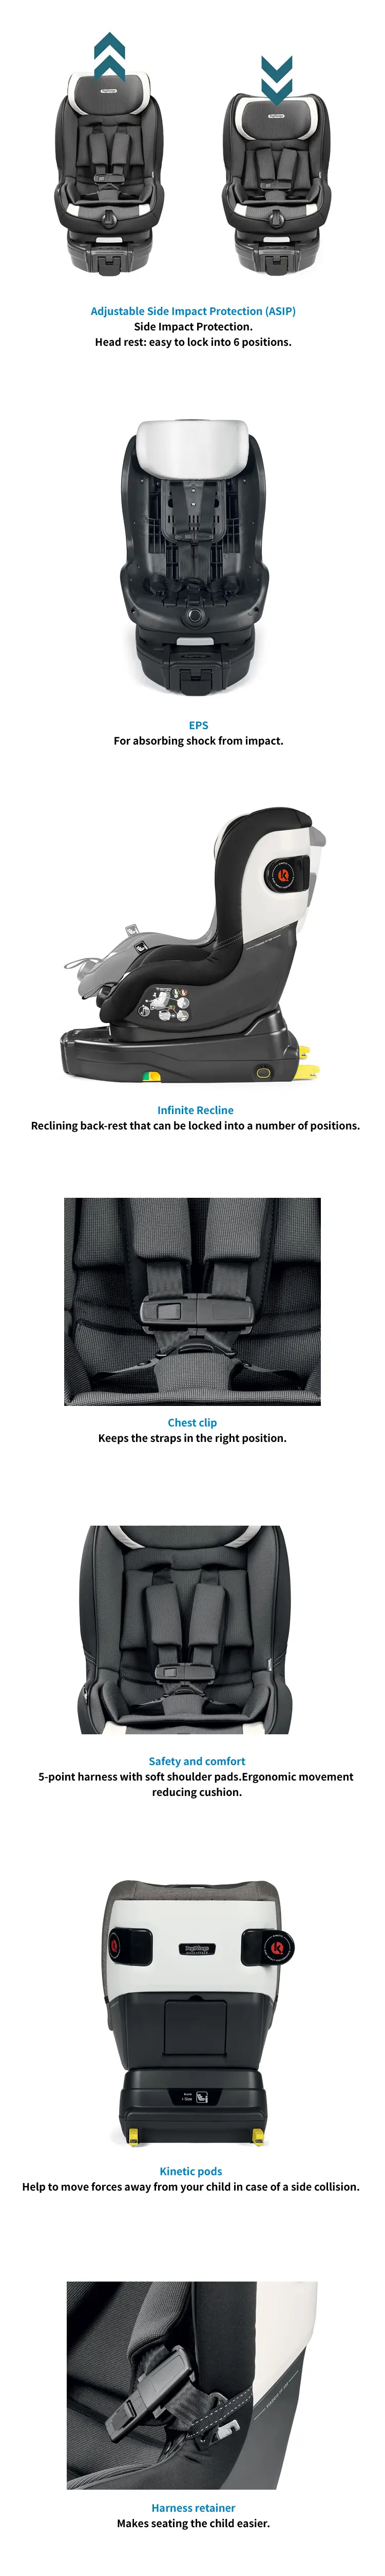 Adjustable Side Impact Protection (ASIP)
Side Impact Protection.
Head rest: easy to lock into 6 positions.
EPS
For absorbing shock from impact.
Infinite Recline
Reclining back-rest that can be locked into a number of positions.
Chest clip
Keeps the straps in the right position.
Safety and comfort
5-point harness with soft shoulder pads.Ergonomic movement
reducing cushion.
i-Size
Kinetic pods
Help to move forces away from your child in case of a side collision.
Harness retainer
Makes seating the child easier.